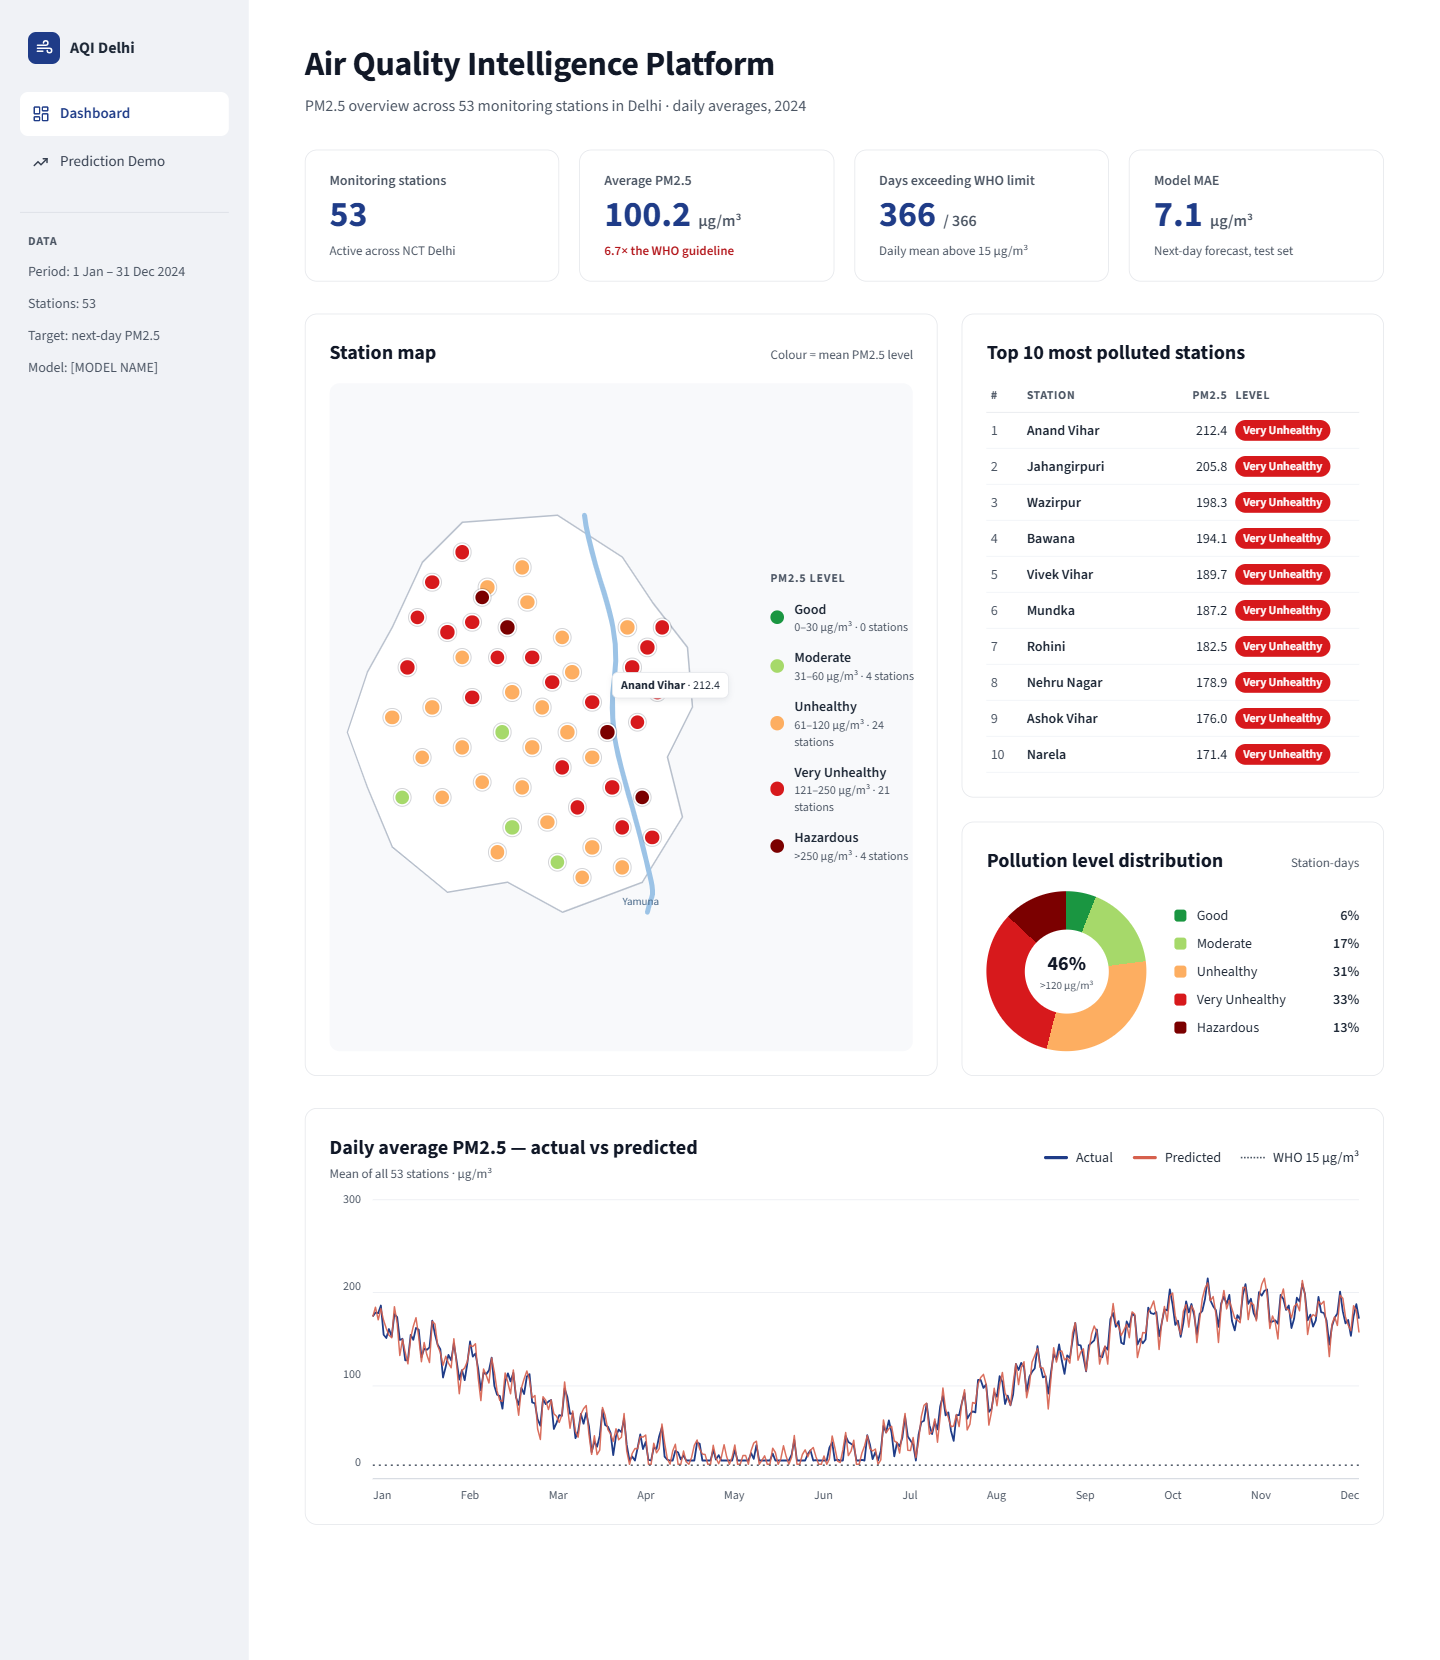 AQI Delhi
Dashboard
Prediction Demo
DATA
Period: 1 Jan – 31 Dec 2024
Stations: 53
Target: next-day PM2.5
Model: [MODEL NAME]
Air Quality Intelligence Platform
PM2.5 overview across 53 monitoring stations in Delhi · daily averages, 2024
Monitoring stations
53
Active across NCT Delhi
Average PM2.5
100.2 µg/m³
6.7× the WHO guideline
Days exceeding WHO limit
366 / 366
Daily mean above 15 µg/m³
Model MAE
7.1 µg/m³
Next-day forecast, test set
Station map
Colour = mean PM2.5 level
Anand Vihar · 212.4
Yamuna
PM2.5 LEVEL
Good
0–30 µg/m³ · 0 stations
Moderate
31–60 µg/m³ · 4 stations
Unhealthy
61–120 µg/m³ · 24
stations
Very Unhealthy
121–250 µg/m³ · 21
stations
Hazardous
>250 µg/m³ · 4 stations
Top 10 most polluted stations
# STATION PM2.5 LEVEL
1 Anand Vihar 212.4 Very Unhealthy
2 Jahangirpuri 205.8 Very Unhealthy
3 Wazirpur 198.3 Very Unhealthy
4 Bawana 194.1 Very Unhealthy
5 Vivek Vihar 189.7 Very Unhealthy
6 Mundka 187.2 Very Unhealthy
7 Rohini 182.5 Very Unhealthy
8 Nehru Nagar 178.9 Very Unhealthy
9 Ashok Vihar 176.0 Very Unhealthy
10 Narela 171.4 Very Unhealthy
Pollution level distribution
Station-days
46%
>120 µg/m³
Good 6%
Moderate 17%
Unhealthy 31%
Very Unhealthy 33%
Hazardous 13%
Daily average PM2.5 — actual vs predicted
Mean of all 53 stations · µg/m³
Actual Predicted WHO 15 µg/m³
300
200
100
0
Jan Feb Mar Apr May Jun Jul Aug Sep Oct Nov Dec